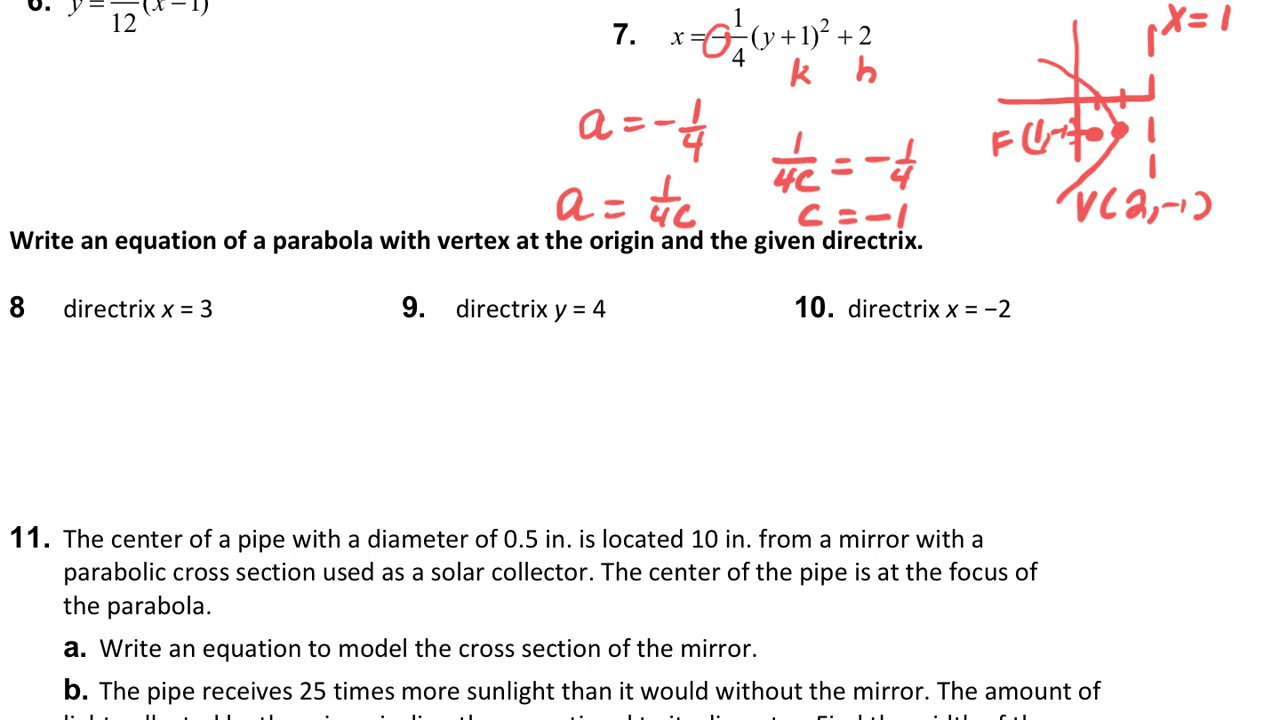 6. y = 12 (x − 1)
7. x = − 1/4 (y + 1)² + 2
k h
a = − 1/4
a = 1/4c
1/4c = − 1/4
c = −1
x = 1
F (1, −1)
V(2, −1)
Write an equation of a parabola with vertex at the origin and the given directrix.
8 directrix x = 3
9. directrix y = 4
10. directrix x = −2
11. The center of a pipe with a diameter of 0.5 in. is located 10 in. from a mirror with a
parabolic cross section used as a solar collector. The center of the pipe is at the focus of
the parabola.
a. Write an equation to model the cross section of the mirror.
b. The pipe receives 25 times more sunlight than it would without the mirror. The amount of